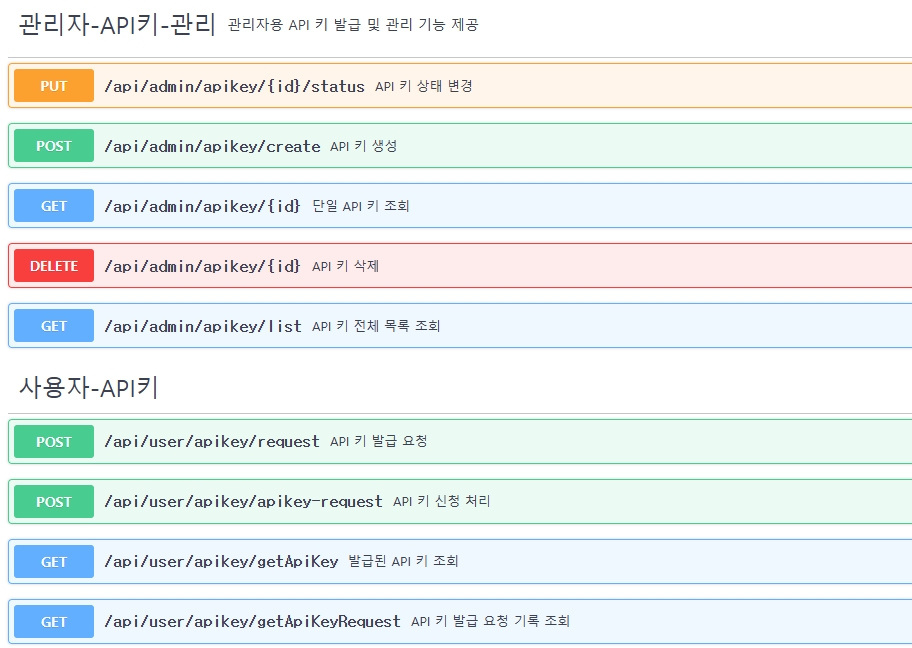 관리자-API키-관리 관리자용 API 키 발급 및 관리 기능 제공
PUT /api/admin/apikey/{id}/status API 키 상태 변경
POST /api/admin/apikey/create API 키 생성
GET /api/admin/apikey/{id} 단일 API 키 조회
DELETE /api/admin/apikey/{id} API 키 삭제
GET /api/admin/apikey/list API 키 전체 목록 조회
사용자-API키
POST /api/user/apikey/request API 키 발급 요청
POST /api/user/apikey/apikey-request API 키 신청 처리
GET /api/user/apikey/getApiKey 발급된 API 키 조회
GET /api/user/apikey/getApiKeyRequest API 키 발급 요청 기록 조회